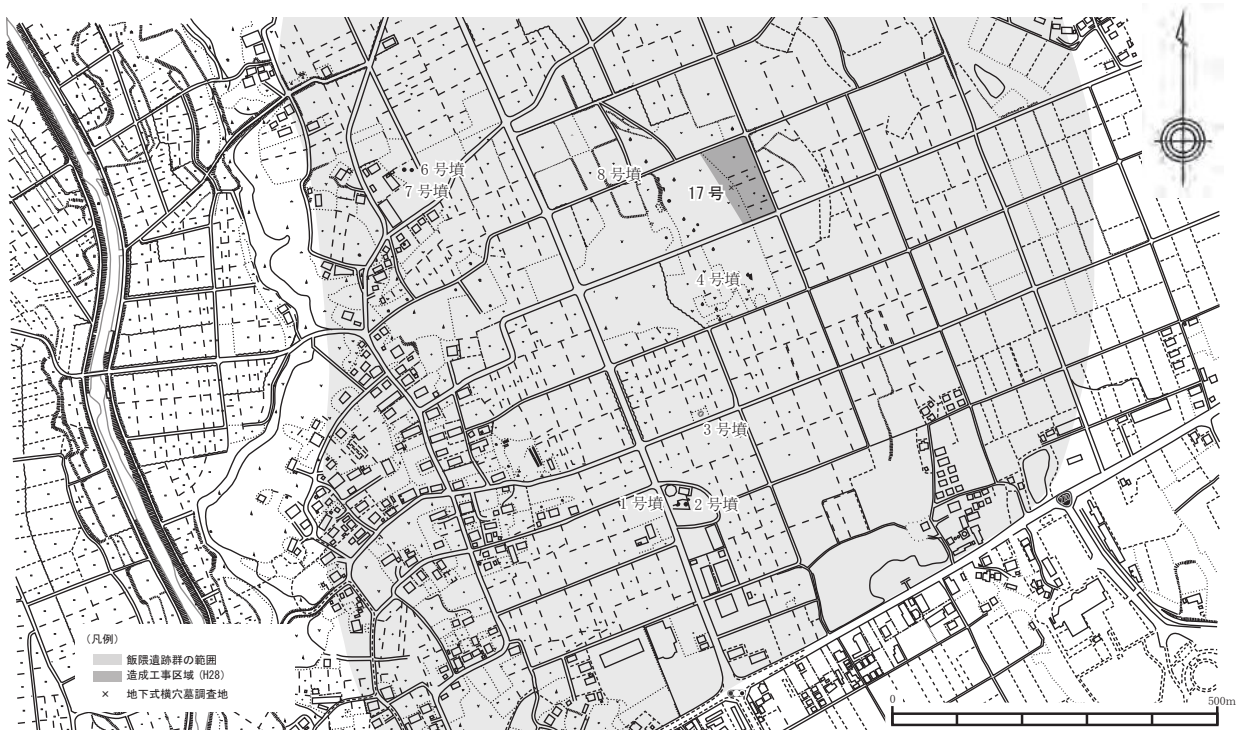 6号墳
7号墳
8号墳
17号
4号墳
3号墳
1号墳
2号墳
(凡例)
飯隈遺跡群の範囲
造成工事区域 (H28)
× 地下式横穴墓調査地
0 500m